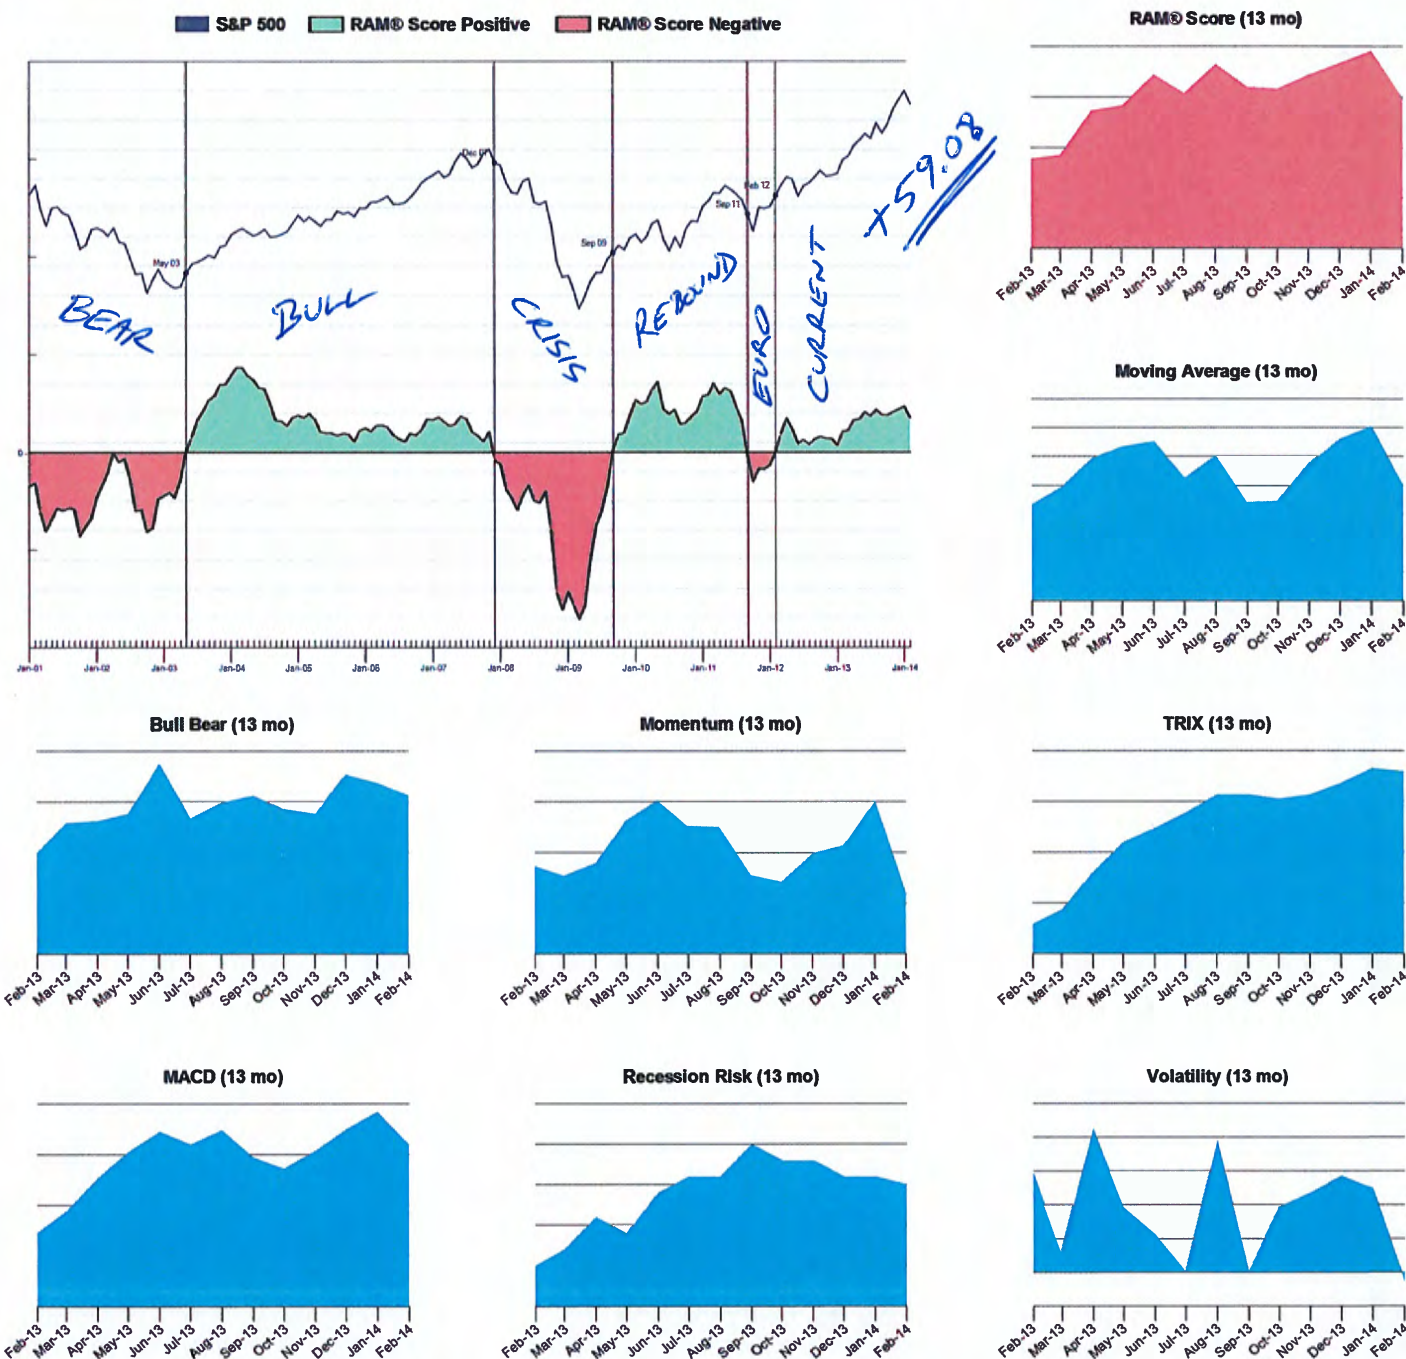 S&P 500 RAM® Score Positive RAM® Score Negative
Dec 07
Feb 12
Sep 11
Sep 09
May 03
+59.08
BEAR
BULL
CRISIS
REBOUND
EURO
CURRENT
0
Jan-01 Jan-02 Jan-03 Jan-04 Jan-05 Jan-06 Jan-07 Jan-08 Jan-09 Jan-10 Jan-11 Jan-12 Jan-13 Jan-14
RAM® Score (13 mo)
Feb-13 Mar-13 Apr-13 May-13 Jun-13 Jul-13 Aug-13 Sep-13 Oct-13 Nov-13 Dec-13 Jan-14 Feb-14
Moving Average (13 mo)
Feb-13 Mar-13 Apr-13 May-13 Jun-13 Jul-13 Aug-13 Sep-13 Oct-13 Nov-13 Dec-13 Jan-14 Feb-14
Bull Bear (13 mo)
Feb-13 Mar-13 Apr-13 May-13 Jun-13 Jul-13 Aug-13 Sep-13 Oct-13 Nov-13 Dec-13 Jan-14 Feb-14
Momentum (13 mo)
Feb-13 Mar-13 Apr-13 May-13 Jun-13 Jul-13 Aug-13 Sep-13 Oct-13 Nov-13 Dec-13 Jan-14 Feb-14
TRIX (13 mo)
Feb-13 Mar-13 Apr-13 May-13 Jun-13 Jul-13 Aug-13 Sep-13 Oct-13 Nov-13 Dec-13 Jan-14 Feb-14
MACD (13 mo)
Feb-13 Mar-13 Apr-13 May-13 Jun-13 Jul-13 Aug-13 Sep-13 Oct-13 Nov-13 Dec-13 Jan-14 Feb-14
Recession Risk (13 mo)
Feb-13 Mar-13 Apr-13 May-13 Jun-13 Jul-13 Aug-13 Sep-13 Oct-13 Nov-13 Dec-13 Jan-14 Feb-14
Volatility (13 mo)
Feb-13 Mar-13 Apr-13 May-13 Jun-13 Jul-13 Aug-13 Sep-13 Oct-13 Nov-13 Dec-13 Jan-14 Feb-14